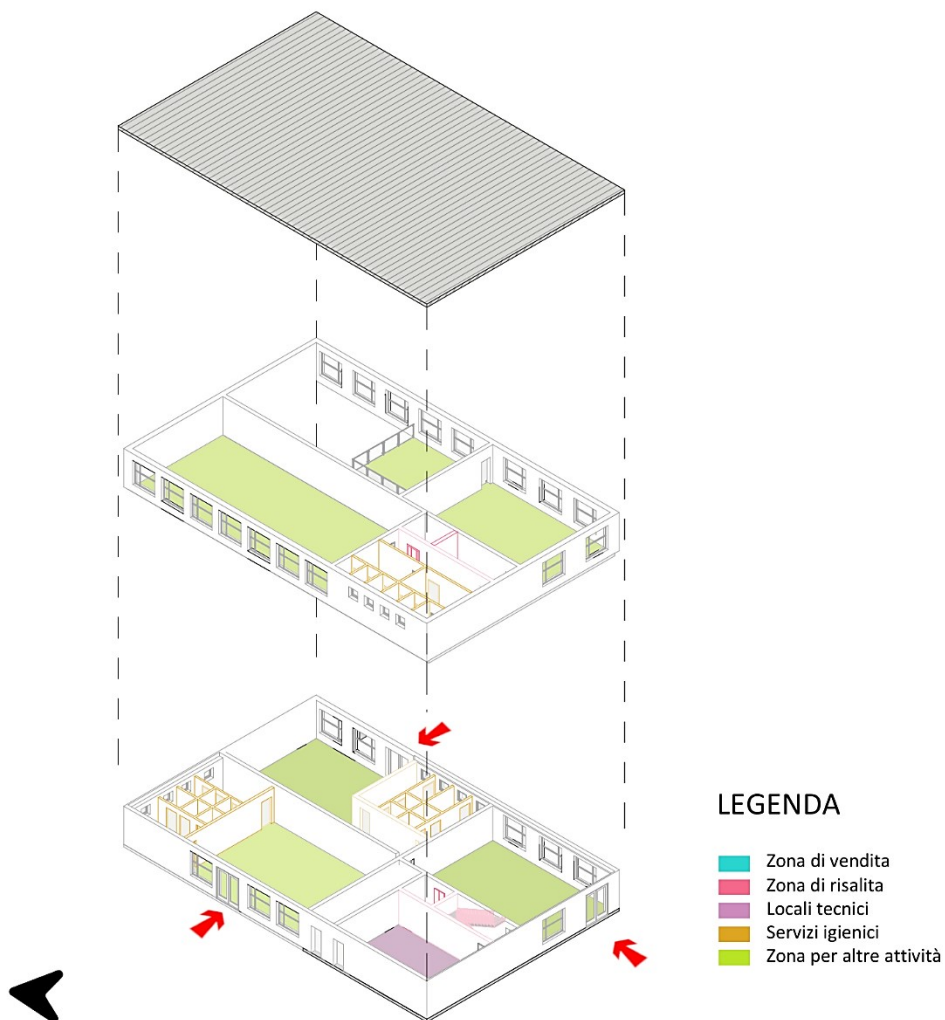 LEGENDA
Zona di vendita
Zona di risalita
Locali tecnici
Servizi igienici
Zona per altre attività